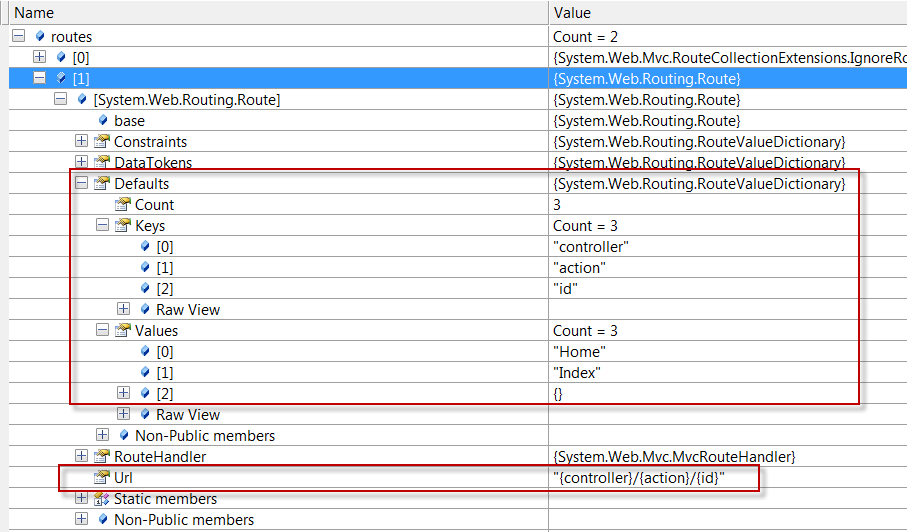 Name Value
routes Count = 2
[0] {System.Web.Mvc.RouteCollectionExtensions.IgnoreRo
[1] {System.Web.Routing.Route}
[System.Web.Routing.Route] {System.Web.Routing.Route}
base {System.Web.Routing.Route}
Constraints {System.Web.Routing.RouteValueDictionary}
DataTokens {System.Web.Routing.RouteValueDictionary}
Defaults {System.Web.Routing.RouteValueDictionary}
Count 3
Keys Count = 3
[0] "controller"
[1] "action"
[2] "id"
Raw View
Values Count = 3
[0] "Home"
[1] "Index"
[2] {}
Raw View
Non-Public members
RouteHandler {System.Web.Mvc.MvcRouteHandler}
Url "{controller}/{action}/{id}"
Static members
Non-Public members